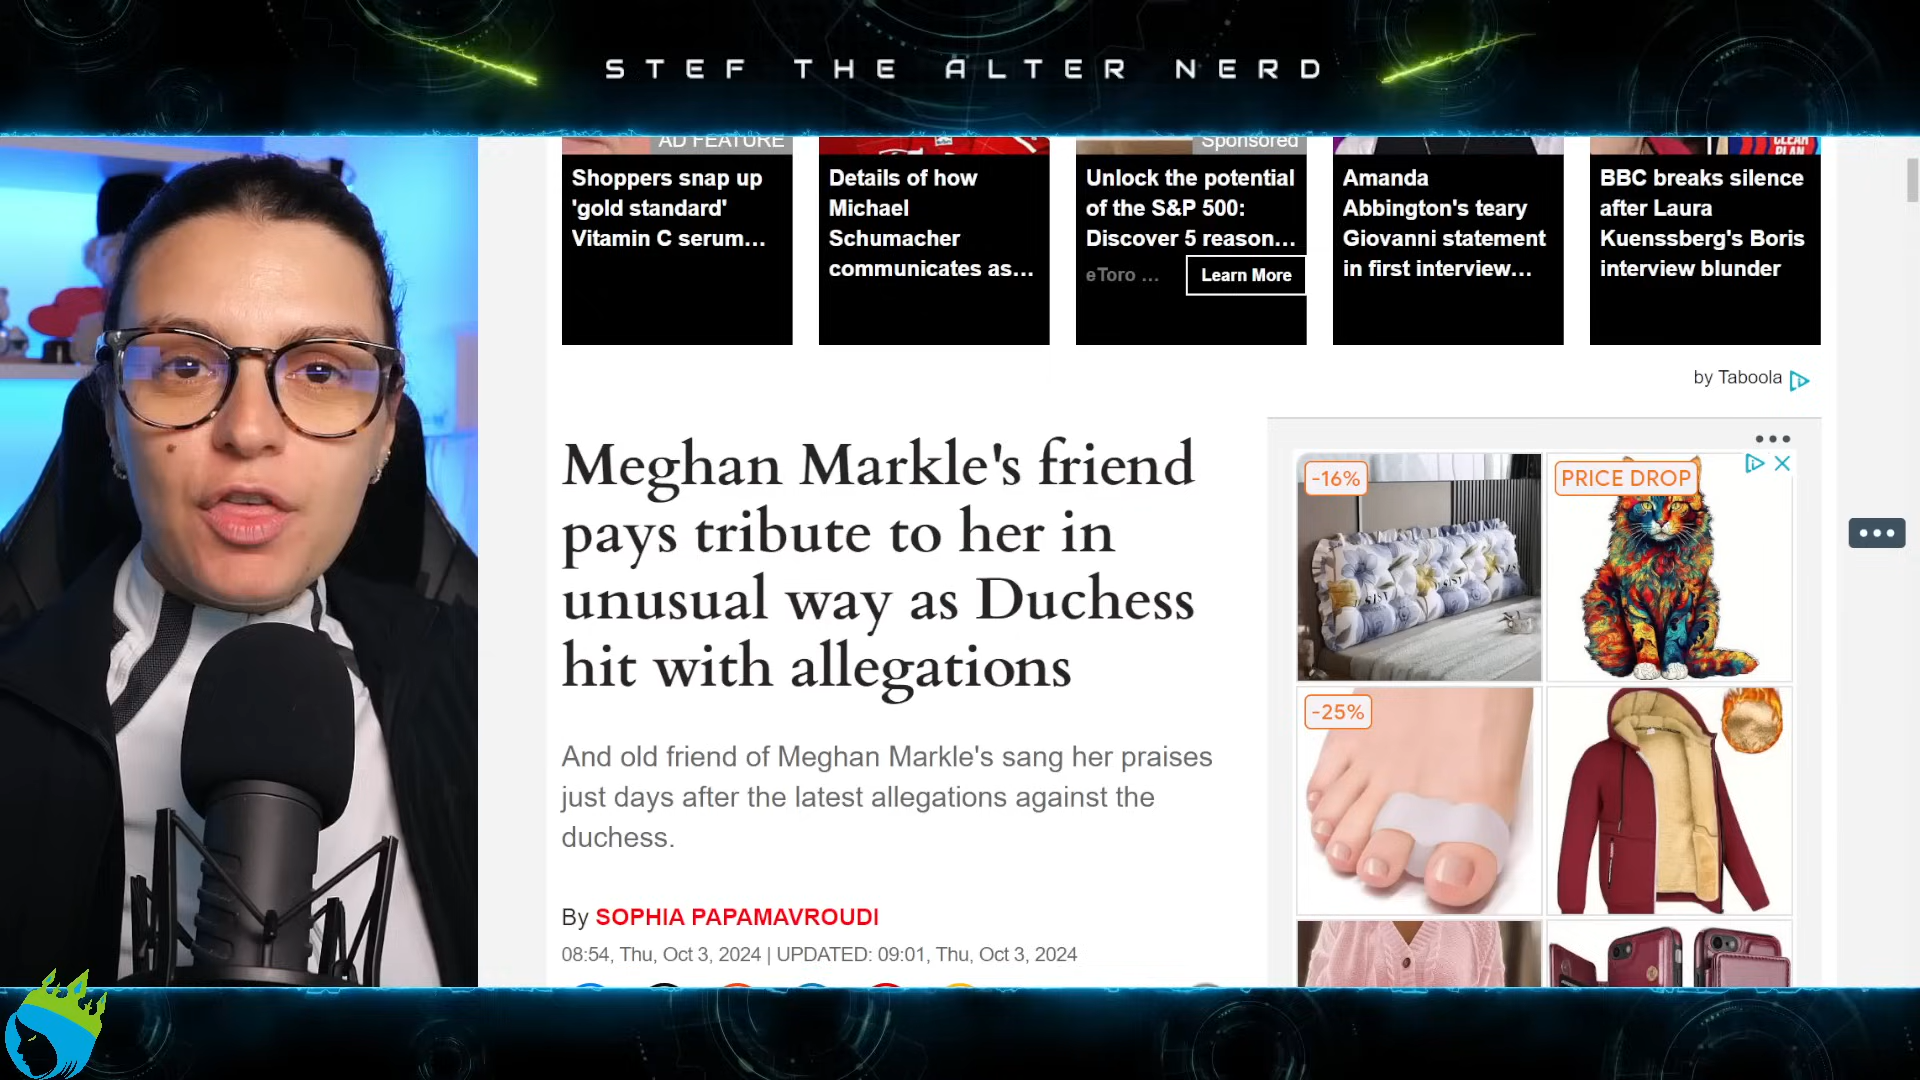 STEF THE ALTER NERD
AD FEATURE
Sponsored
CLEAR
PLAN
Shoppers snap up
'gold standard'
Vitamin C serum...
Details of how
Michael
Schumacher
communicates as...
Unlock the potential
of the S&P 500:
Discover 5 reason...
eToro ...
Learn More
Amanda
Abbington's teary
Giovanni statement
in first interview...
BBC breaks silence
after Laura
Kuenssberg's Boris
interview blunder
by Taboola
Meghan Markle's friend
pays tribute to her in
unusual way as Duchess
hit with allegations
And old friend of Meghan Markle's sang her praises
just days after the latest allegations against the
duchess.
By SOPHIA PAPAMAVROUDI
08:54, Thu, Oct 3, 2024 | UPDATED: 09:01, Thu, Oct 3, 2024
-16%
PRICE DROP
-25%